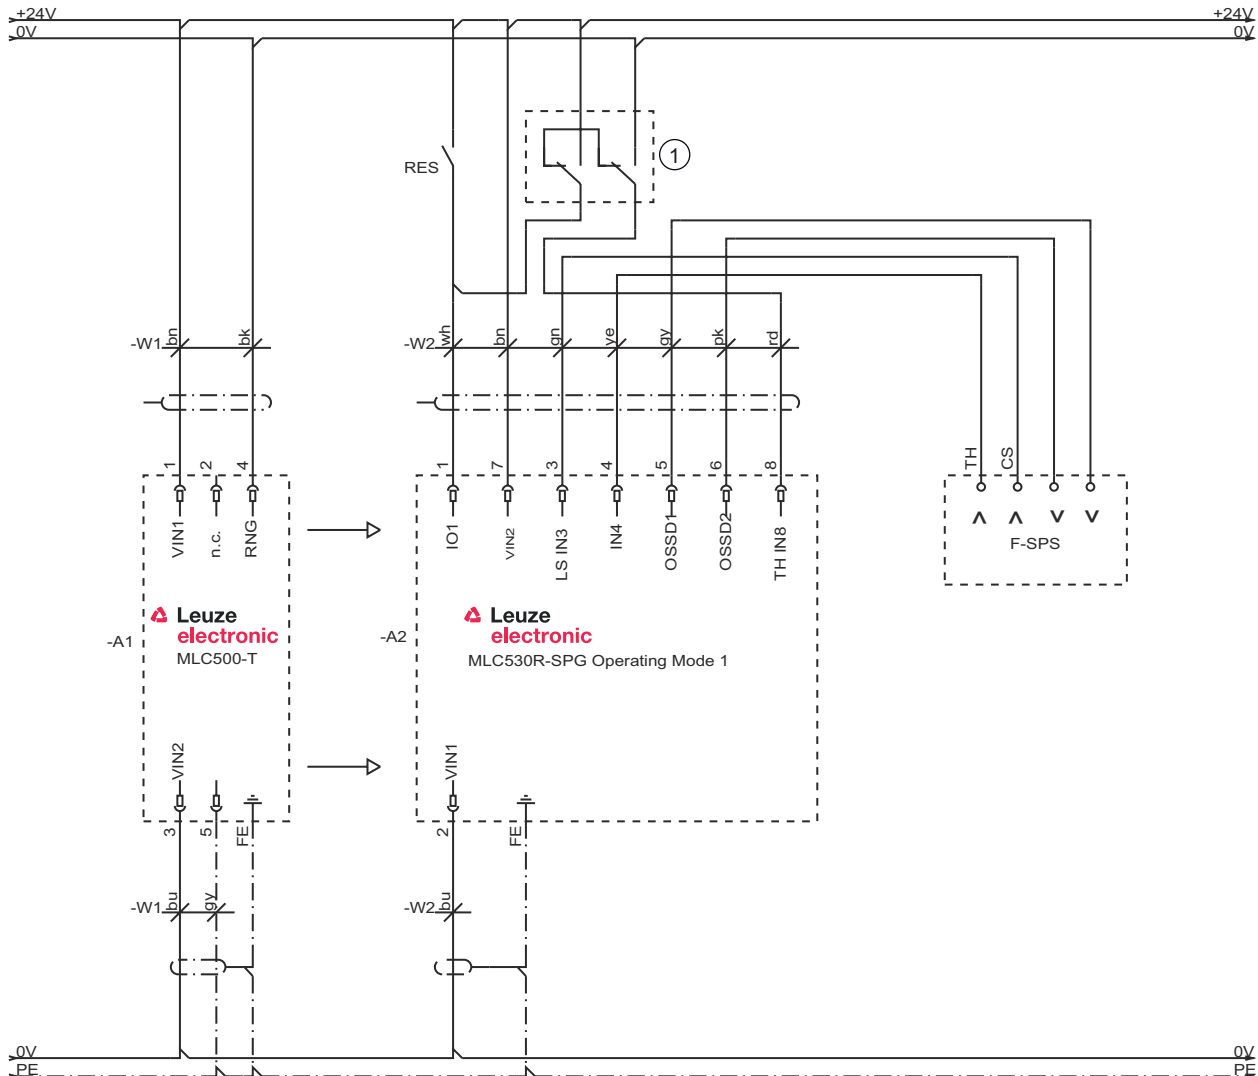 +24V +24V
0V 0V
RES
1
-W1 bn bk
-W2 wh bn gn ye gy pk rd
TH CS
1 2 4
1 7 3 4 5 6 8
VIN1 n.c. RNG
IO1 VIN2 LS IN3 IN4 OSSD1 OSSD2 TH IN8
< < > >
F-SPS
-A1
Leuze
electronic
MLC500-T
-A2
Leuze
electronic
MLC530R-SPG Operating Mode 1
VIN2
VIN1
3 5 FE
2 FE
-W1 bu gy
-W2 bu
0V 0V
PE PE